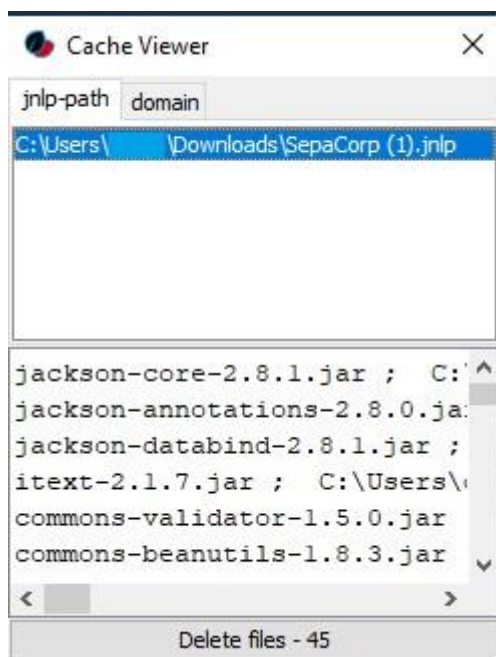 Cache Viewer
jnlp-path domain
C:\Users\ \Downloads\SepaCorp (1).jnlp
jackson-core-2.8.1.jar ; C:
jackson-annotations-2.8.0.ja
jackson-databind-2.8.1.jar ;
itext-2.1.7.jar ; C:\Users\
commons-validator-1.5.0.jar
commons-beanutils-1.8.3.jar
Delete files - 45